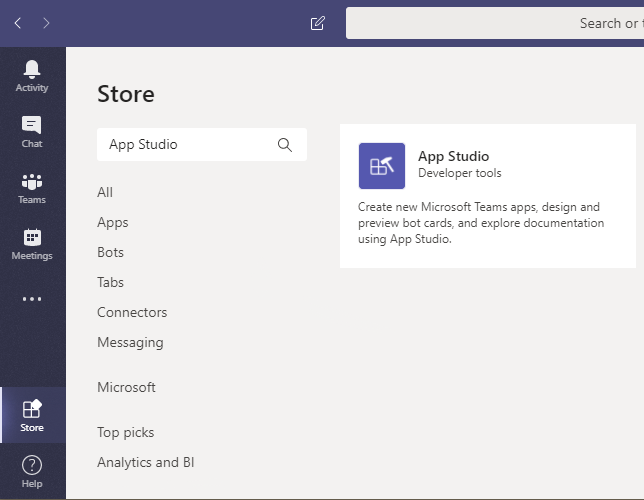 Search or t
Activity
Chat
Teams
Meetings
Store
Help
Store
App Studio
All
Apps
Bots
Tabs
Connectors
Messaging
Microsoft
Top picks
Analytics and BI
App Studio
Developer tools
Create new Microsoft Teams apps, design and
preview bot cards, and explore documentation
using App Studio.